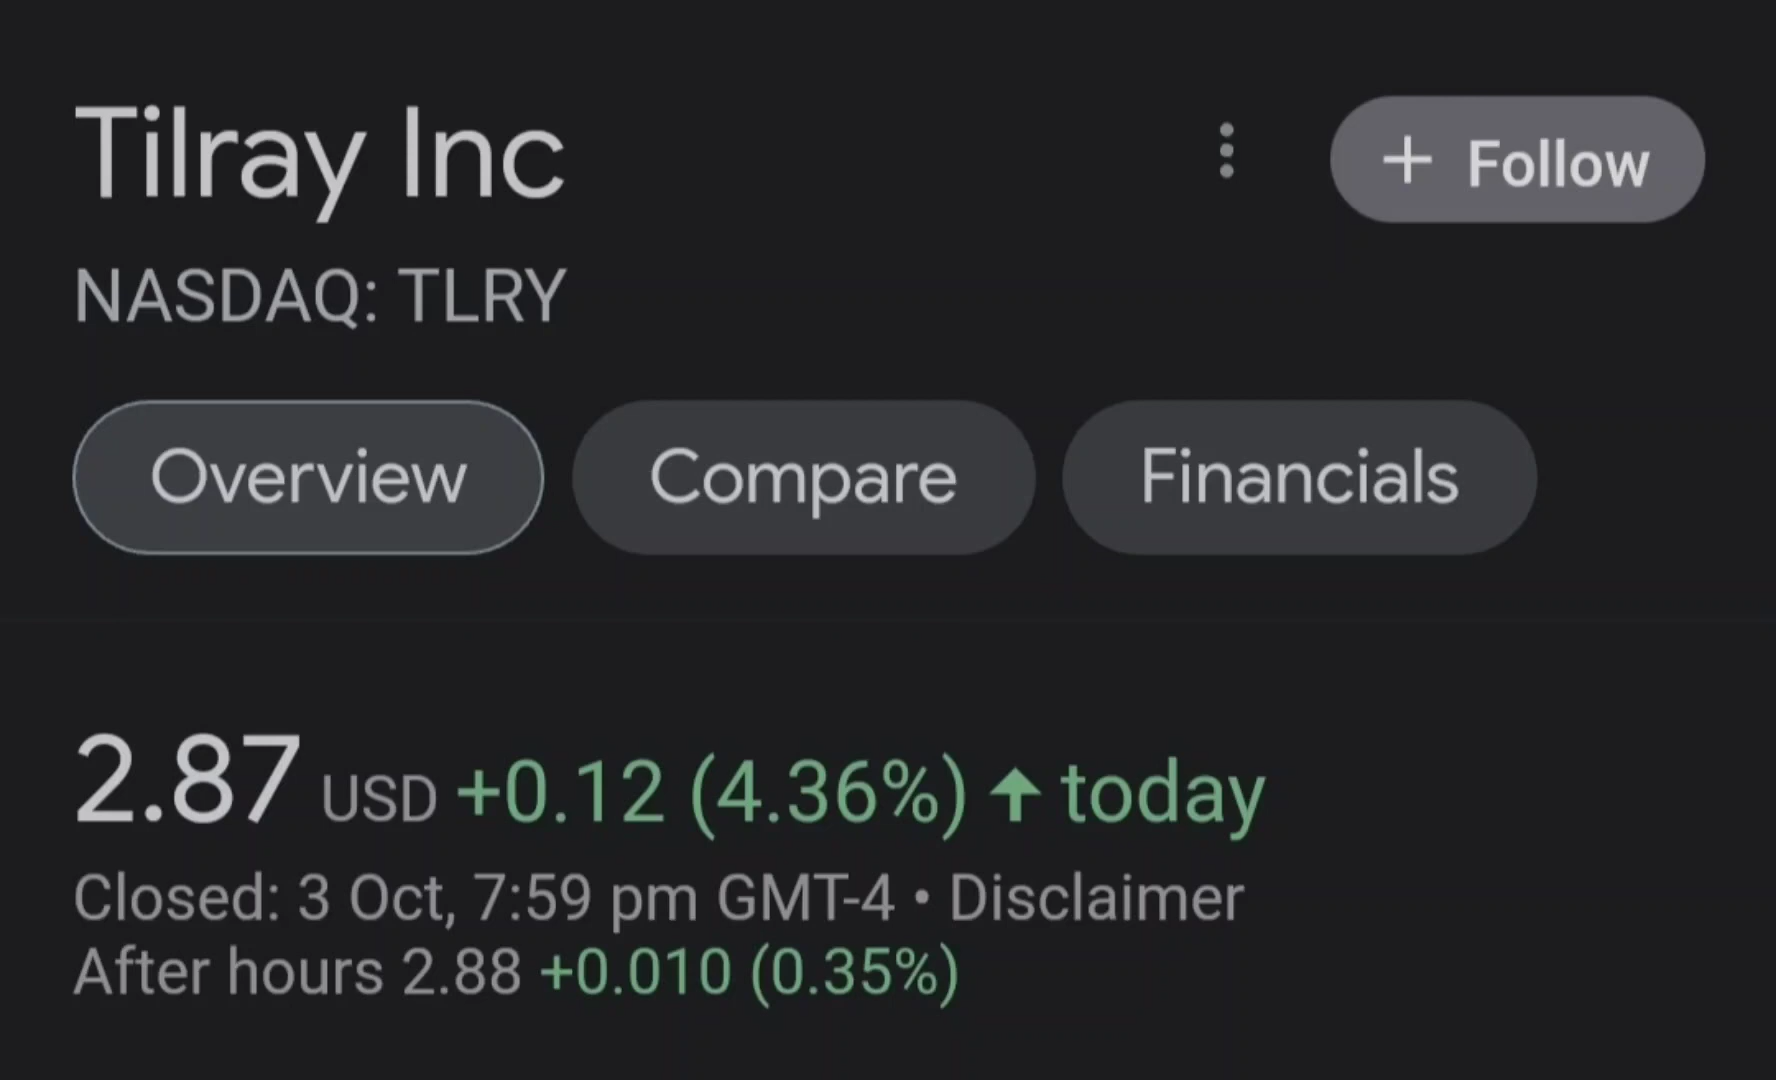 Tilray Inc
+ Follow
NASDAQ: TLRY
Overview Compare Financials
2.87 USD +0.12 (4.36%) ↑ today
Closed: 3 Oct, 7:59 pm GMT-4 • Disclaimer
After hours 2.88 +0.010 (0.35%)